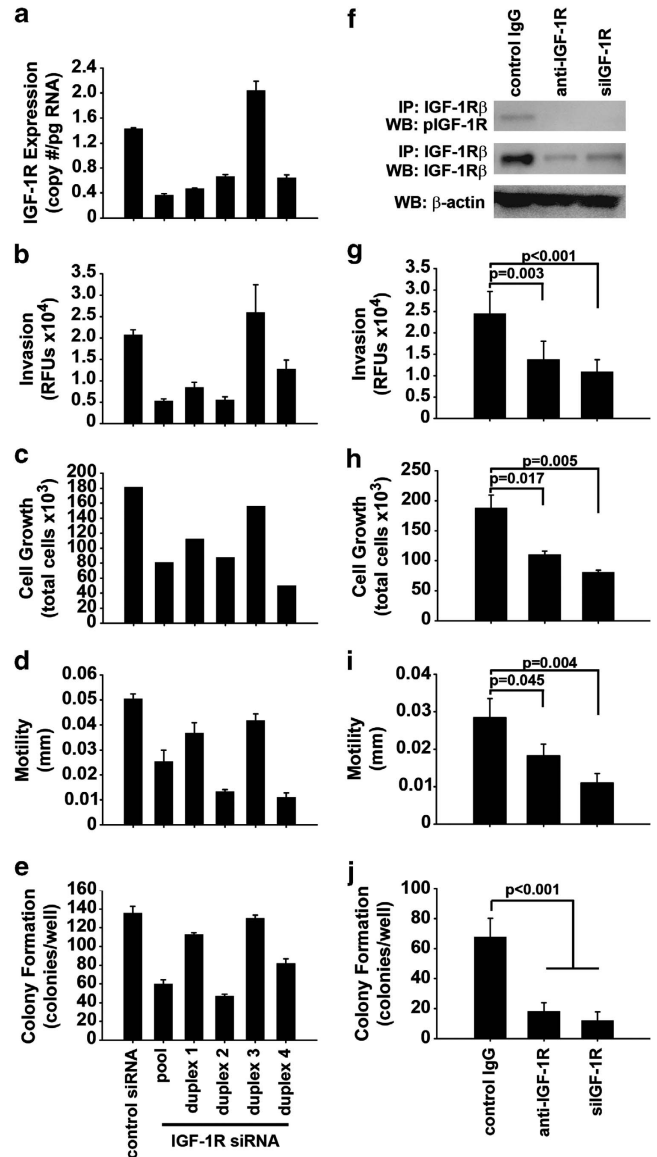 a
IGF-1R Expression
(copy #/pg RNA)
2.4
2.0
1.6
1.2
0.8
0.4
0
b
Invasion
(RFUs x10⁴)
3.5
3.0
2.5
2.0
1.5
1.0
0.5
0
c
Cell Growth
(total cells x10³)
200
180
160
140
120
100
80
60
40
20
0
d
Motility
(mm)
0.06
0.05
0.04
0.03
0.02
0.01
0
e
Colony Formation
(colonies/well)
160
140
120
100
80
60
40
20
0
control siRNA
pool
duplex 1
duplex 2
duplex 3
duplex 4
IGF-1R siRNA
f
control IgG
anti-IGF-1R
siIGF-1R
IP: IGF-1Rβ
WB: pIGF-1R
IP: IGF-1Rβ
WB: IGF-1Rβ
WB: β-actin
g
p<0.001
p=0.003
Invasion
(RFUs x10⁴)
3.5
3.0
2.5
2.0
1.5
1.0
0.5
0
h
p=0.005
p=0.017
Cell Growth
(total cells x10³)
250
200
150
100
50
0
i
p=0.004
p=0.045
Motility
(mm)
0.04
0.03
0.02
0.01
0
j
p<0.001
Colony Formation
(colonies/well)
80
60
40
20
0
control IgG
anti-IGF-1R
siIGF-1R